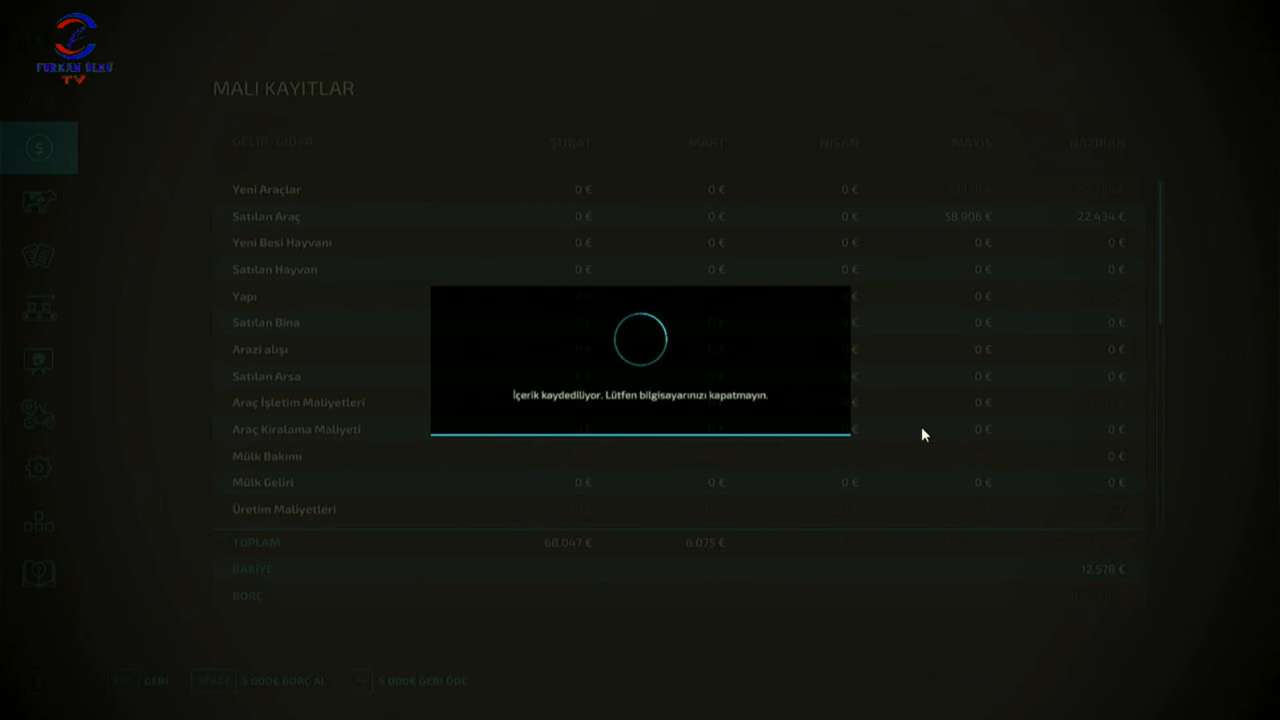 FURKAN ÜLKÜ
TV
MALİ KAYITLAR
GELİR/GİDER ŞUBAT MART NİSAN MAYIS HAZİRAN
Yeni Araçlar 0 € 0 € 0 €
Satılan Araç 0 € 0 € 0 € 58.906 € 22.434 €
Yeni Besi Hayvanı 0 € 0 € 0 € 0 € 0 €
Satılan Hayvan 0 € 0 € 0 € 0 € 0 €
Yapı 0 €
Satılan Bina 0 € 0 €
Arazi alışı 0 € 0 €
Satılan Arsa 0 € 0 €
Araç İşletim Maliyetleri 0 €
Araç Kiralama Maliyeti 0 € 0 €
Mülk Bakımı 0 €
Mülk Geliri 0 € 0 € 0 € 0 € 0 €
Üretim Maliyetleri
TOPLAM 68.047 € 6.075 €
BAKİYE 12.578 €
BORÇ
İçerik kaydediliyor. Lütfen bilgisayarınızı kapatmayın.
ESC GERİ SPACE 5.000€ BORÇ AL 5.000€ GERİ ÖDE